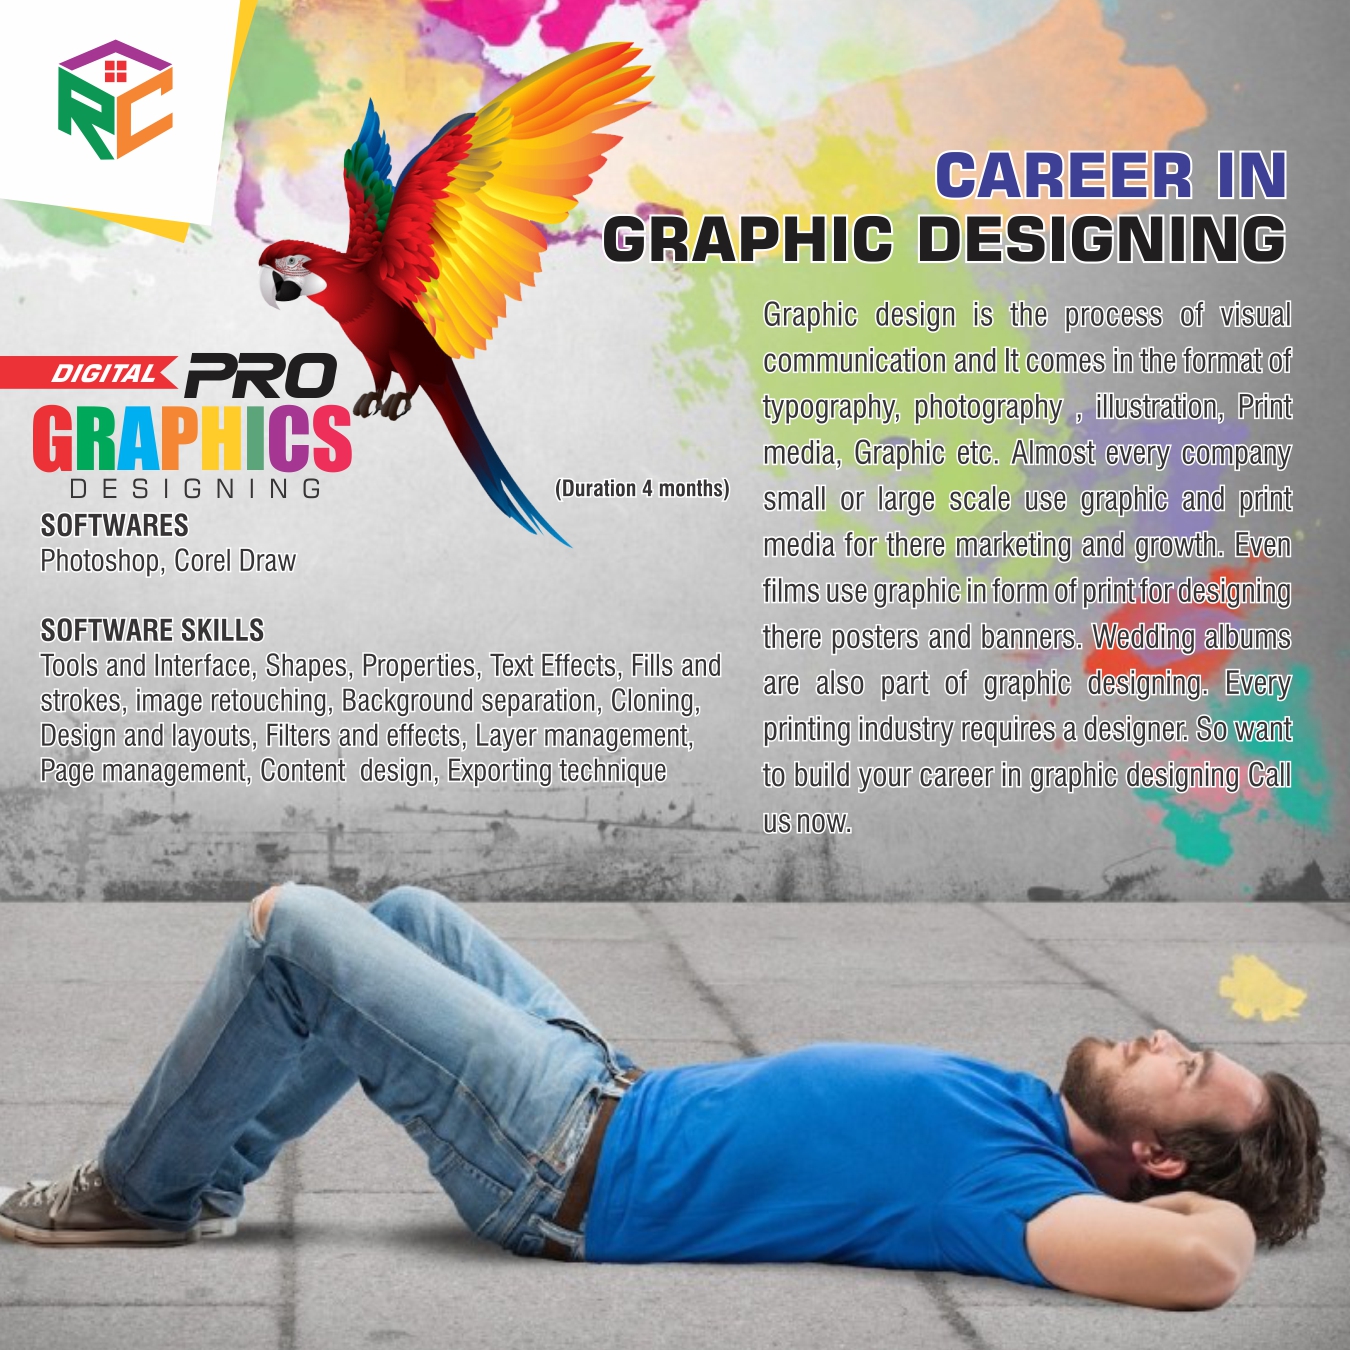 RC
CAREER IN
GRAPHIC DESIGNING
Graphic design is the process of visual
communication and It comes in the format of
typography, photography , illustration, Print
media, Graphic etc. Almost every company
small or large scale use graphic and print
media for there marketing and growth. Even
films use graphic in form of print for designing
there posters and banners. Wedding albums
are also part of graphic designing. Every
printing industry requires a designer. So want
to build your career in graphic designing Call
us now.
DIGITAL PRO
GRAPHICS
DESIGNING
(Duration 4 months)
SOFTWARES
Photoshop, Corel Draw
SOFTWARE SKILLS
Tools and Interface, Shapes, Properties, Text Effects, Fills and
strokes, image retouching, Background separation, Cloning,
Design and layouts, Filters and effects, Layer management,
Page management, Content  design, Exporting technique